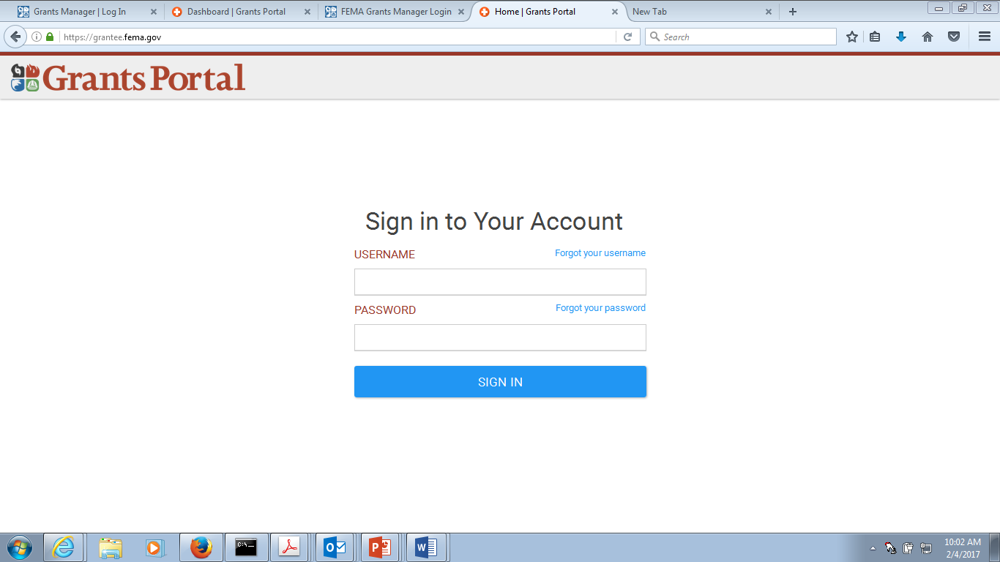 Grants Manager | Log In
Dashboard | Grants Portal
FEMA Grants Manager Login
Home | Grants Portal
New Tab
https://grantee.fema.gov
Search
Grants Portal
Sign in to Your Account
USERNAME Forgot your username
PASSWORD Forgot your password
SIGN IN
C:\
10:02 AM
2/4/2017